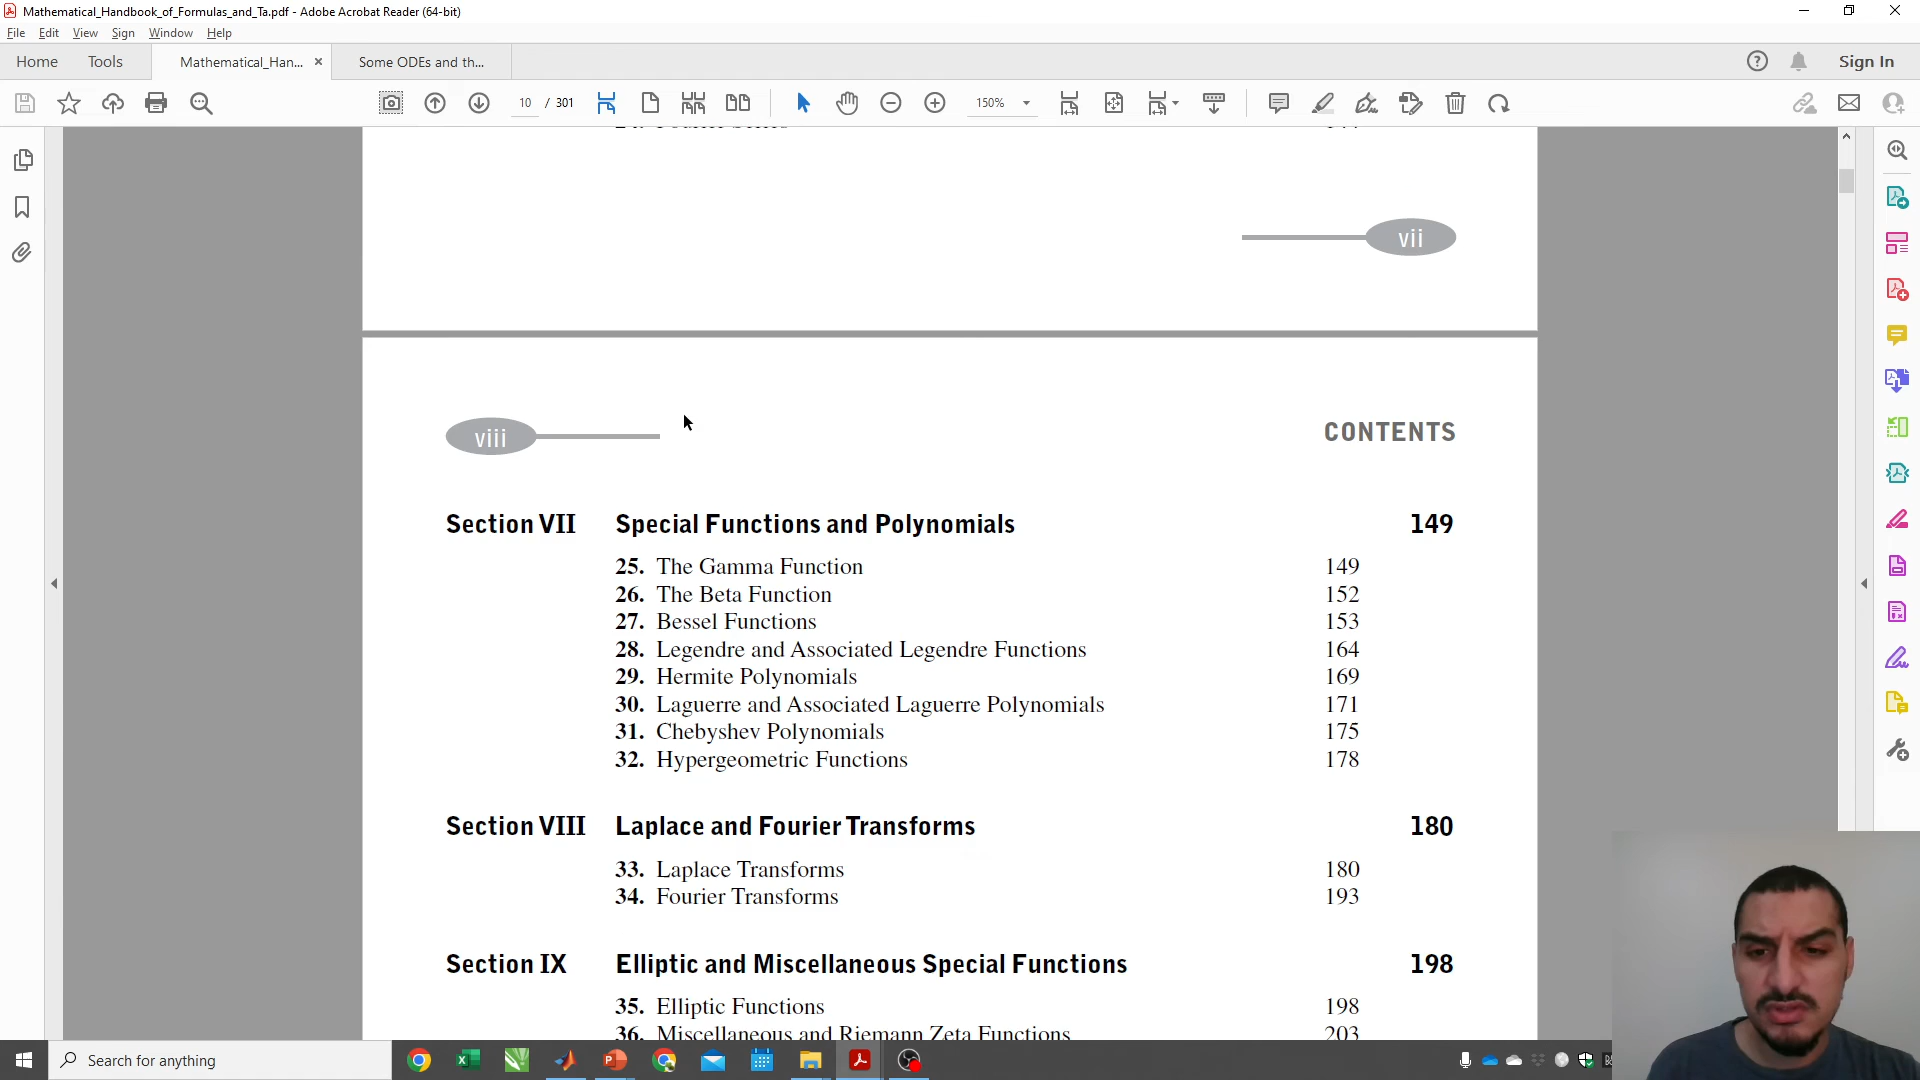 Mathematical_Handbook_of_Formulas_and_Ta.pdf - Adobe Acrobat Reader (64-bit)
File Edit View Sign Window Help
Home Tools Mathematical_Han... × Some ODEs and th... Sign In
10 / 301 150%
vii
viii CONTENTS
Section VII Special Functions and Polynomials 149
25. The Gamma Function 149
26. The Beta Function 152
27. Bessel Functions 153
28. Legendre and Associated Legendre Functions 164
29. Hermite Polynomials 169
30. Laguerre and Associated Laguerre Polynomials 171
31. Chebyshev Polynomials 175
32. Hypergeometric Functions 178
Section VIII Laplace and Fourier Transforms 180
33. Laplace Transforms 180
34. Fourier Transforms 193
Section IX Elliptic and Miscellaneous Special Functions 198
35. Elliptic Functions 198
36. Miscellaneous and Riemann Zeta Functions 203
Search for anything